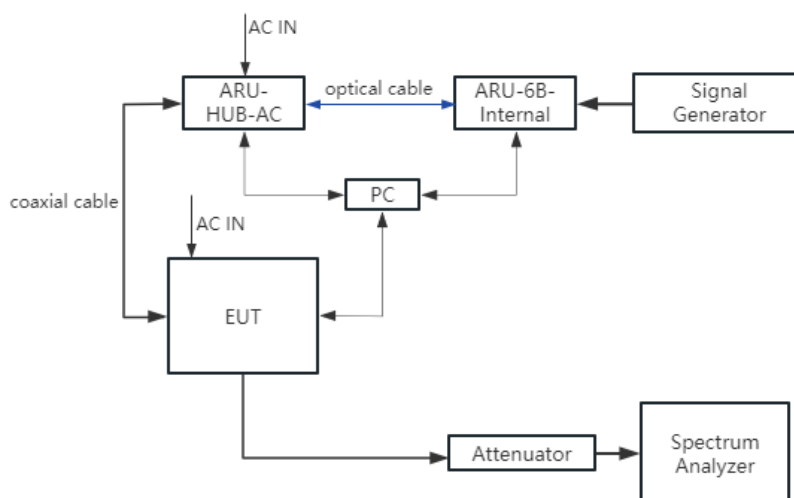 AC IN
ARU-
HUB-AC
optical cable
ARU-6B-
Internal
Signal
Generator
PC
coaxial cable
AC IN
EUT
Attenuator
Spectrum
Analyzer